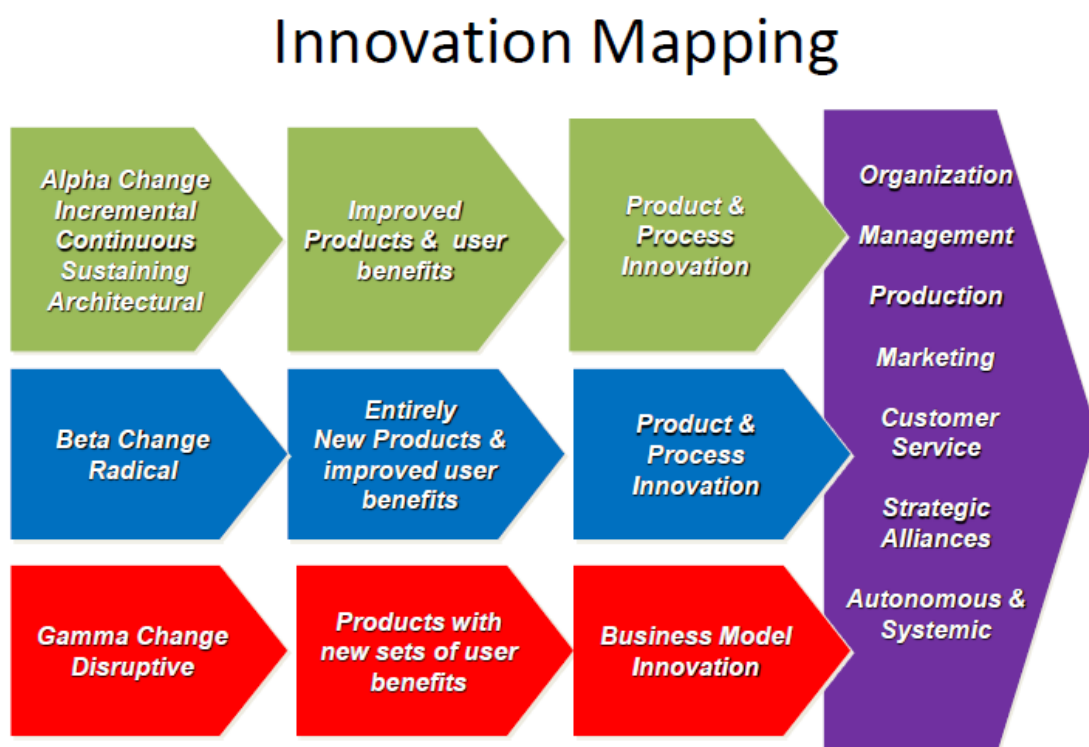 Innovation Mapping
Alpha Change
Incremental
Continuous
Sustaining
Architectural
Improved
Products & user
benefits
Product &
Process
Innovation
Beta Change
Radical
Entirely
New Products &
improved user
benefits
Product &
Process
Innovation
Gamma Change
Disruptive
Products with
new sets of user
benefits
Business Model
Innovation
Organization
Management
Production
Marketing
Customer
Service
Strategic
Alliances
Autonomous &
Systemic